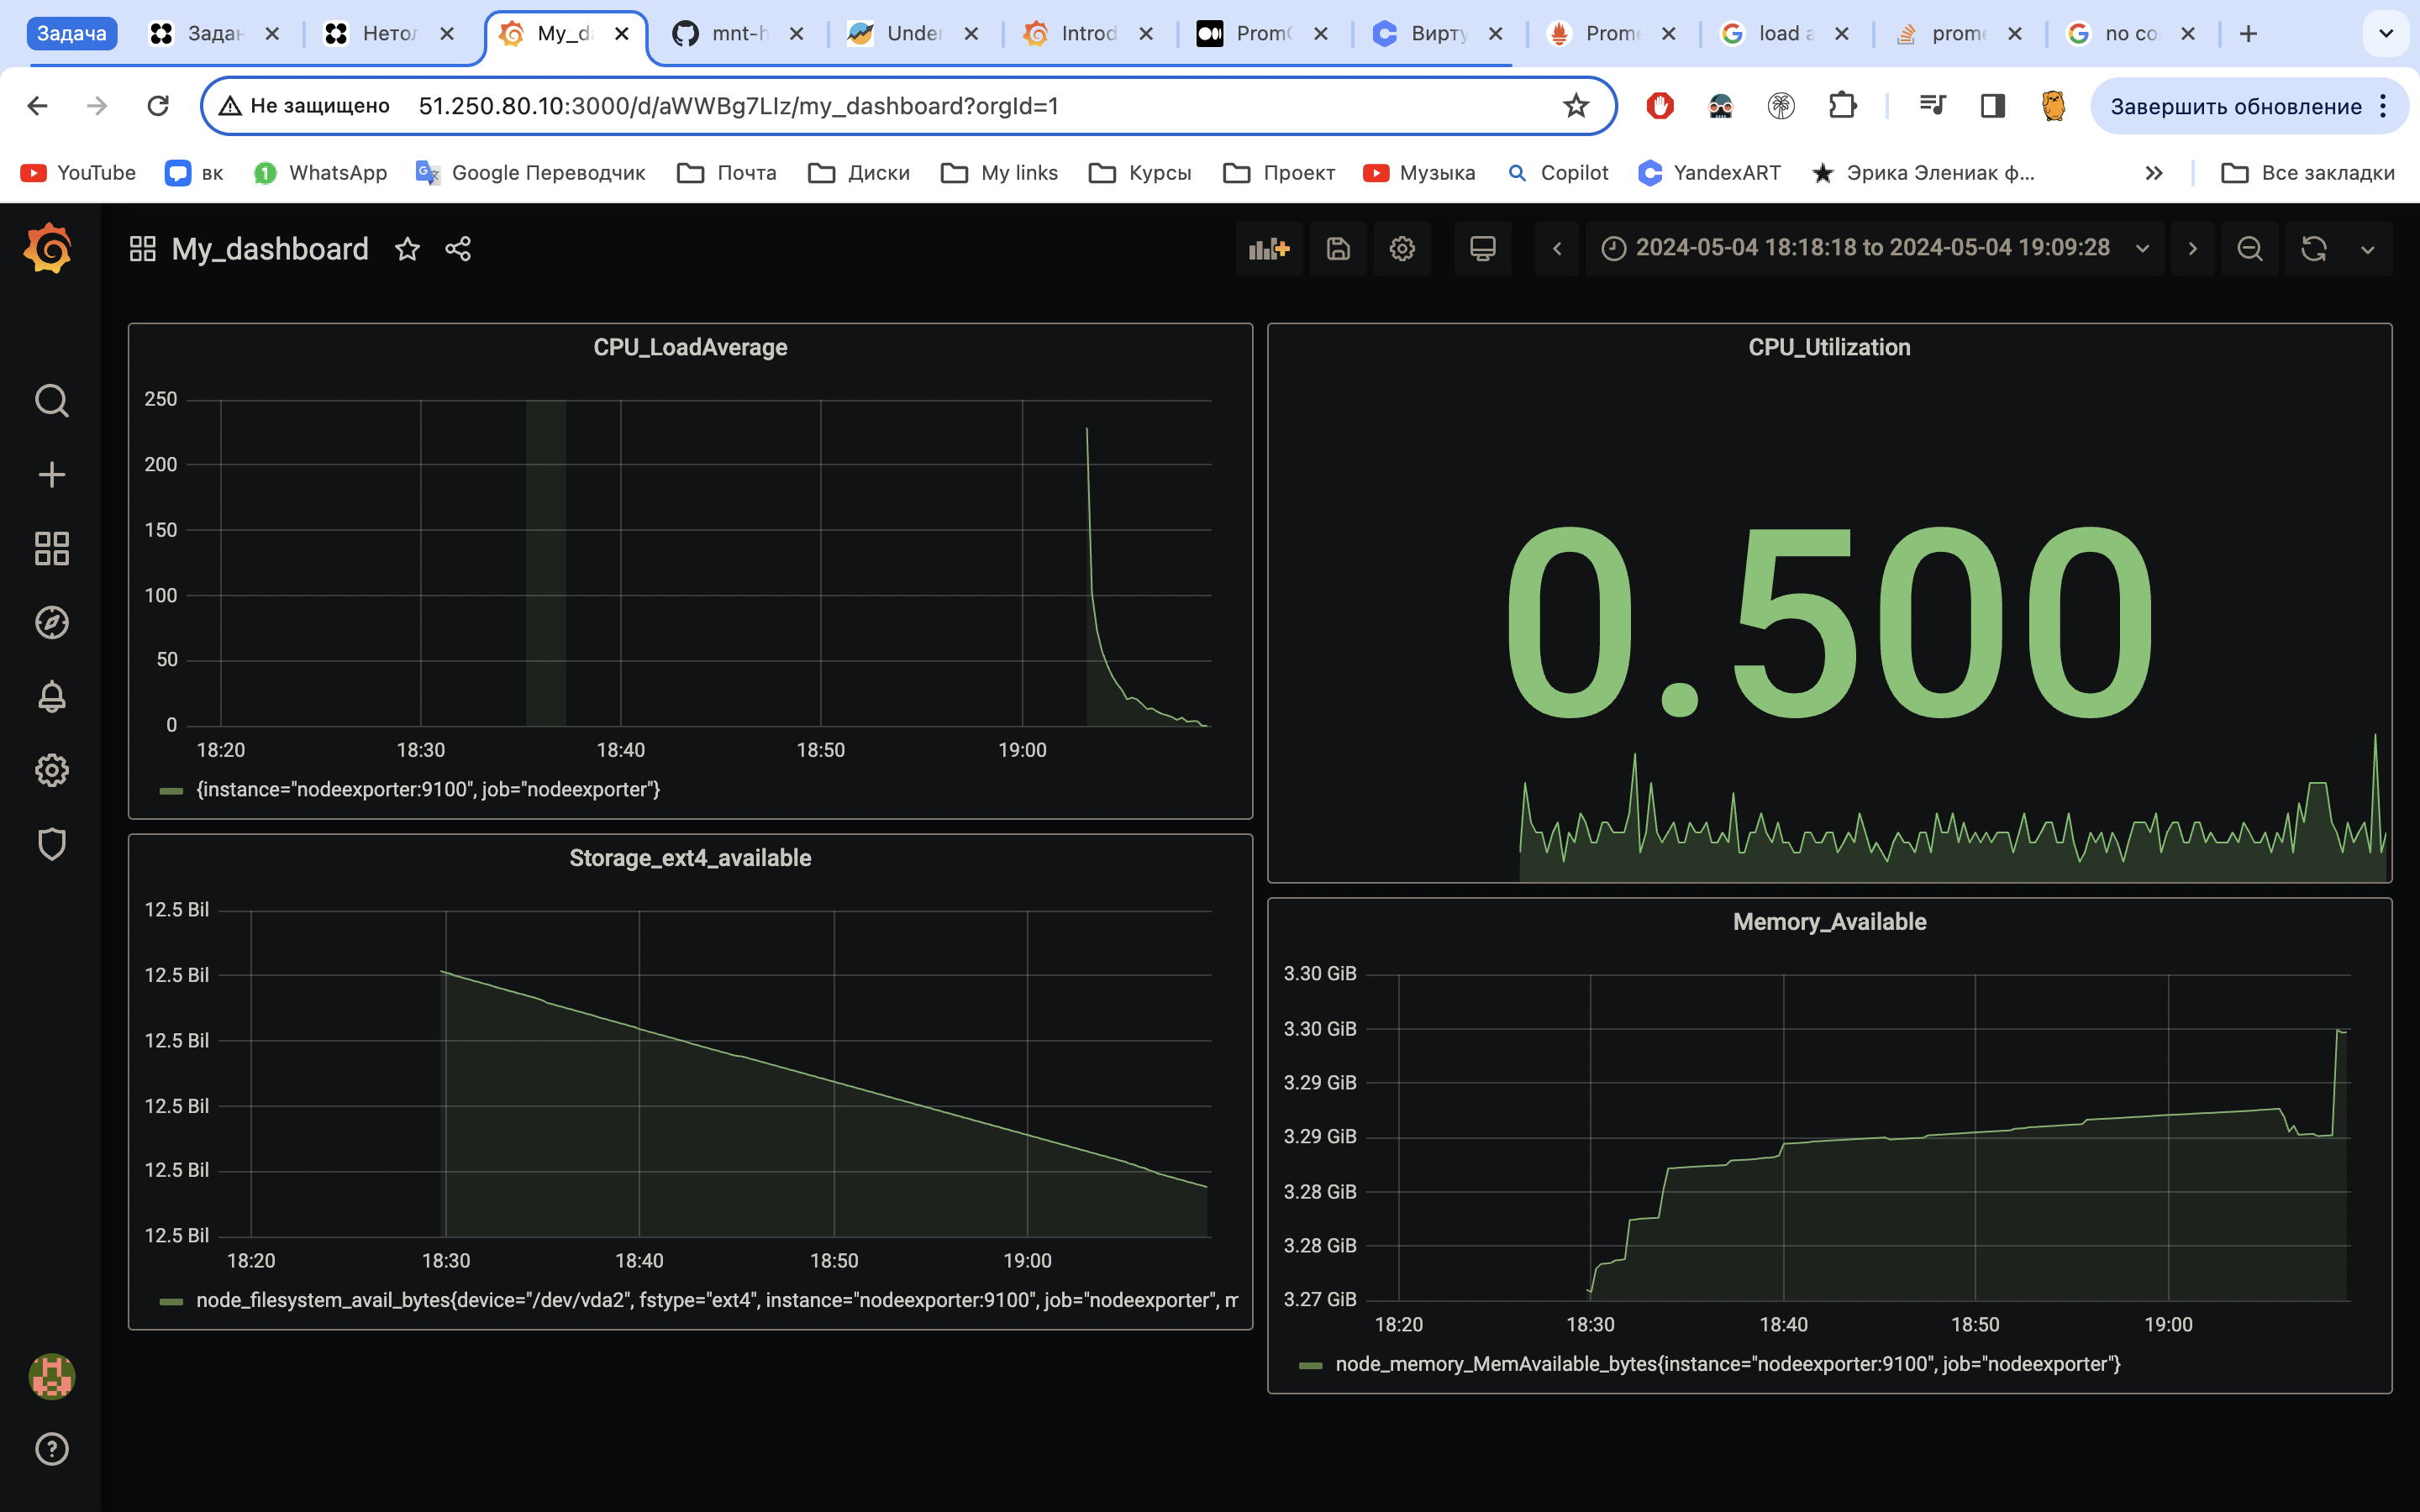 Задача Задан Нетол My_da mnt-h Under Introd PromQ Вирту Prome load a prome no co
Не защищено 51.250.80.10:3000/d/aWWBg7LIz/my_dashboard?orgId=1 Завершить обновление
YouTube вк 1 WhatsApp Google Переводчик Почта Диски My links Курсы Проект Музыка Copilot YandexART Эрика Элениак ф... Все закладки
My_dashboard 2024-05-04 18:18:18 to 2024-05-04 19:09:28
CPU_LoadAverage
250
200
150
100
50
0
18:20 18:30 18:40 18:50 19:00
{instance="nodeexporter:9100", job="nodeexporter"}
CPU_Utilization
0.500
Storage_ext4_available
12.5 Bil
12.5 Bil
12.5 Bil
12.5 Bil
12.5 Bil
12.5 Bil
18:20 18:30 18:40 18:50 19:00
node_filesystem_avail_bytes{device="/dev/vda2", fstype="ext4", instance="nodeexporter:9100", job="nodeexporter", m
Memory_Available
3.30 GiB
3.30 GiB
3.29 GiB
3.29 GiB
3.28 GiB
3.28 GiB
3.27 GiB
18:20 18:30 18:40 18:50 19:00
node_memory_MemAvailable_bytes{instance="nodeexporter:9100", job="nodeexporter"}